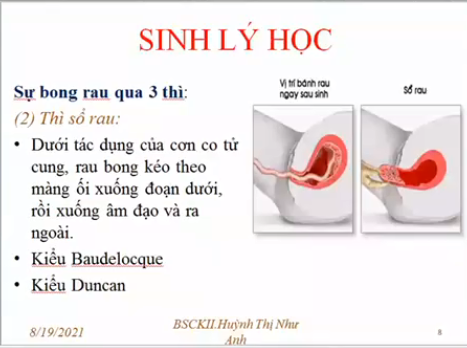 SINH LÝ HỌC
Sự bong rau qua 3 thì:
(2) Thì sổ rau:
• Dưới tác dụng của cơn co tử
cung, rau bong kéo theo
màng ối xuống đoạn dưới,
rồi xuống âm đạo và ra
ngoài.
• Kiểu Baudelocque
• Kiểu Duncan
Vị trí bánh rau
ngay sau sinh
Sổ rau
8/19/2021
BSCKII.Huỳnh Thị Như
Anh
8